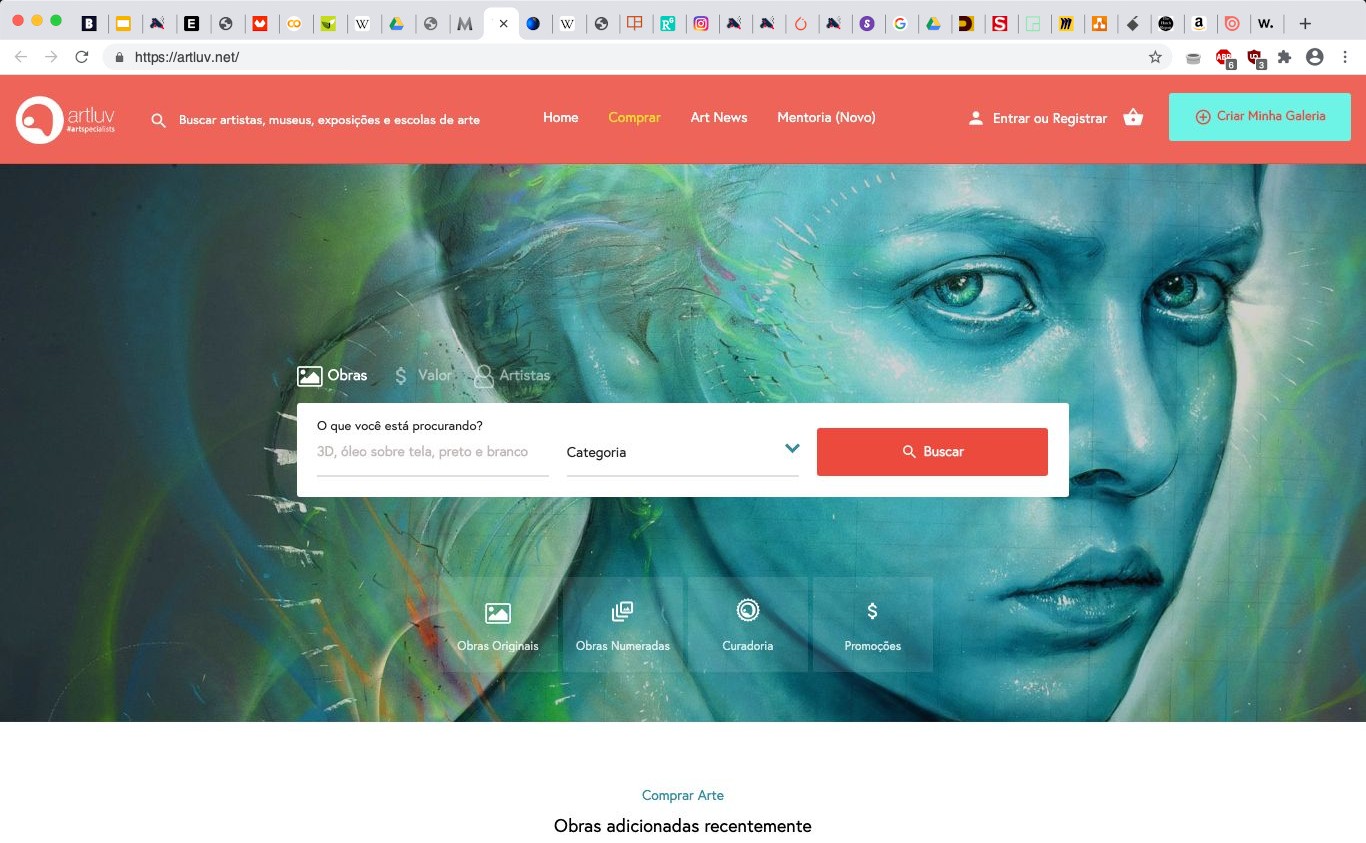 https://artluv.net/
6
3
artluv
#artspecialists
Buscar artistas, museus, exposições e escolas de arte
Home
Comprar
Art News
Mentoria (Novo)
Entrar ou Registrar
Criar Minha Galeria
Obras
$ Valor
Artistas
O que você está procurando?
3D, óleo sobre tela, preto e branco
Categoria
Buscar
Obras Originais
Obras Numeradas
Curadoria
$
Promoções
Comprar Arte
Obras adicionadas recentemente